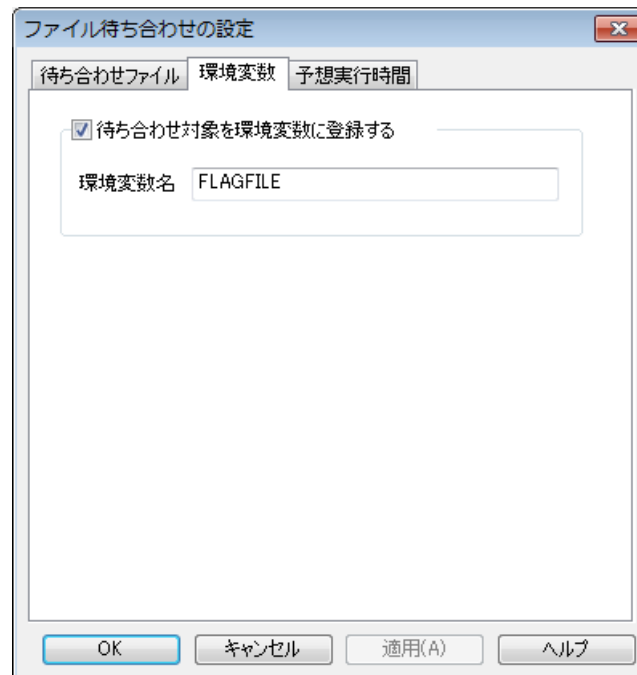 ファイル待ち合わせの設定
待ち合わせファイル 環境変数 予想実行時間
待ち合わせ対象を環境変数に登録する
環境変数名 FLAGFILE
OK キャンセル 適用(A) ヘルプ